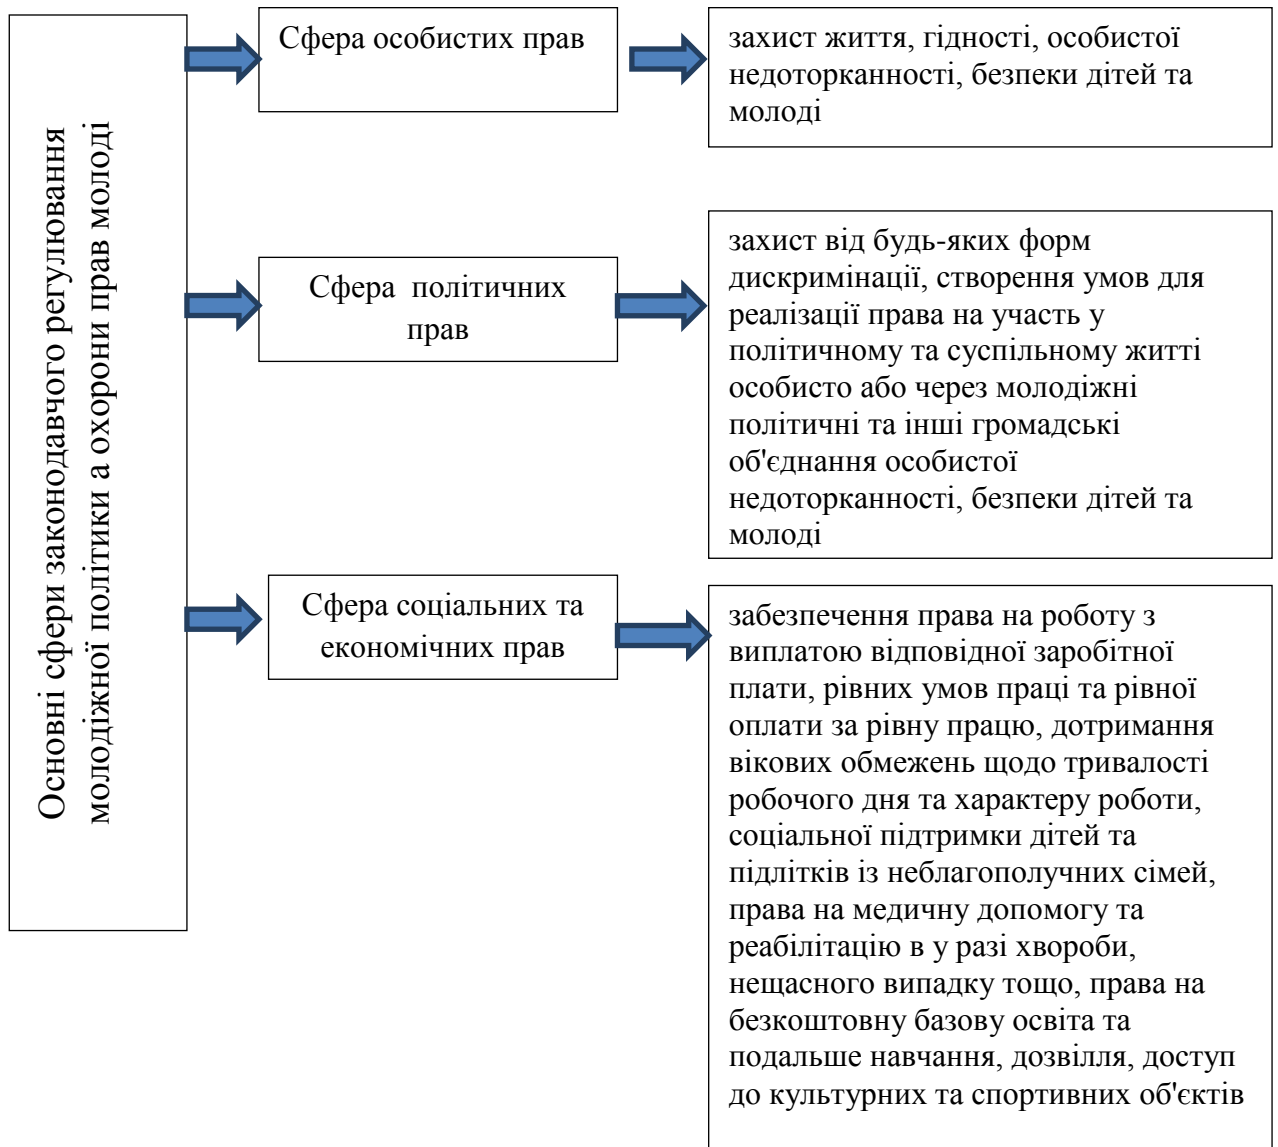 Основні сфери законодавчого регулювання
молодіжної політики а охорони прав молоді
Сфера особистих прав
захист життя, гідності, особистої
недоторканності, безпеки дітей та
молоді
Сфера політичних
прав
захист від будь-яких форм
дискримінації, створення умов для
реалізації права на участь у
політичному та суспільному житті
особисто або через молодіжні
політичні та інші громадські
об'єднання особистої
недоторканності, безпеки дітей та
молоді
Сфера соціальних та
економічних прав
забезпечення права на роботу з
виплатою відповідної заробітної
плати, рівних умов праці та рівної
оплати за рівну працю, дотримання
вікових обмежень щодо тривалості
робочого дня та характеру роботи,
соціальної підтримки дітей та
підлітків із неблагополучних сімей,
права на медичну допомогу та
реабілітацію в у разі хвороби,
нещасного випадку тощо, права на
безкоштовну базову освіта та
подальше навчання, дозвілля, доступ
до культурних та спортивних об'єктів